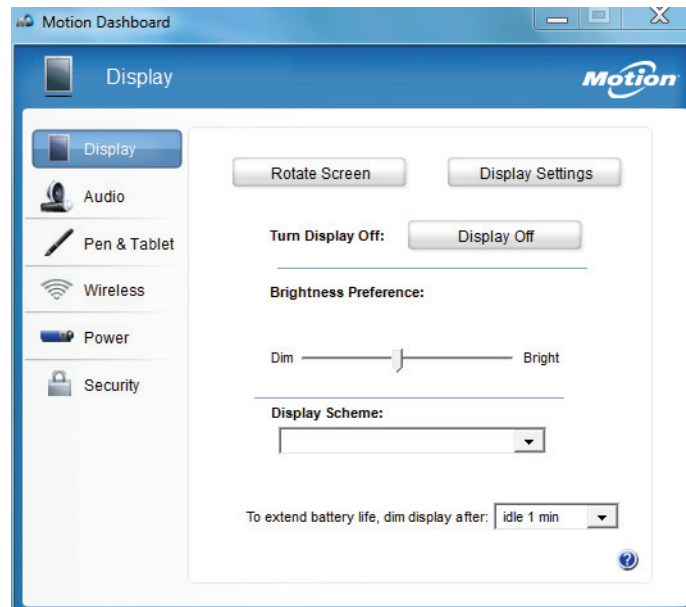 Motion Dashboard
Display
Motion
Display
Audio
Pen & Tablet
Wireless
Power
Security
Rotate Screen
Display Settings
Turn Display Off:
Display Off
Brightness Preference:
Dim
Bright
Display Scheme:
To extend battery life, dim display after:
idle 1 min
?